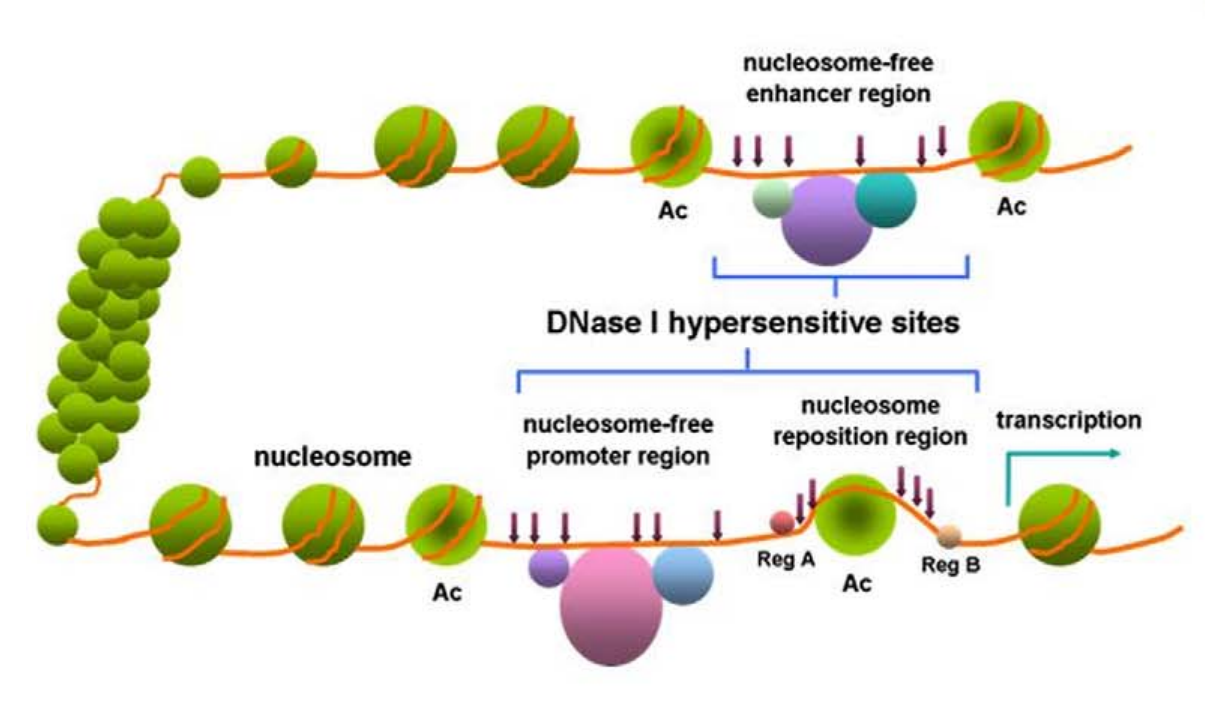 nucleosome-free
enhancer region
Ac
Ac
DNase I hypersensitive sites
nucleosome-free
promoter region
nucleosome
reposition region
transcription
nucleosome
Ac
Reg A
Ac
Reg B